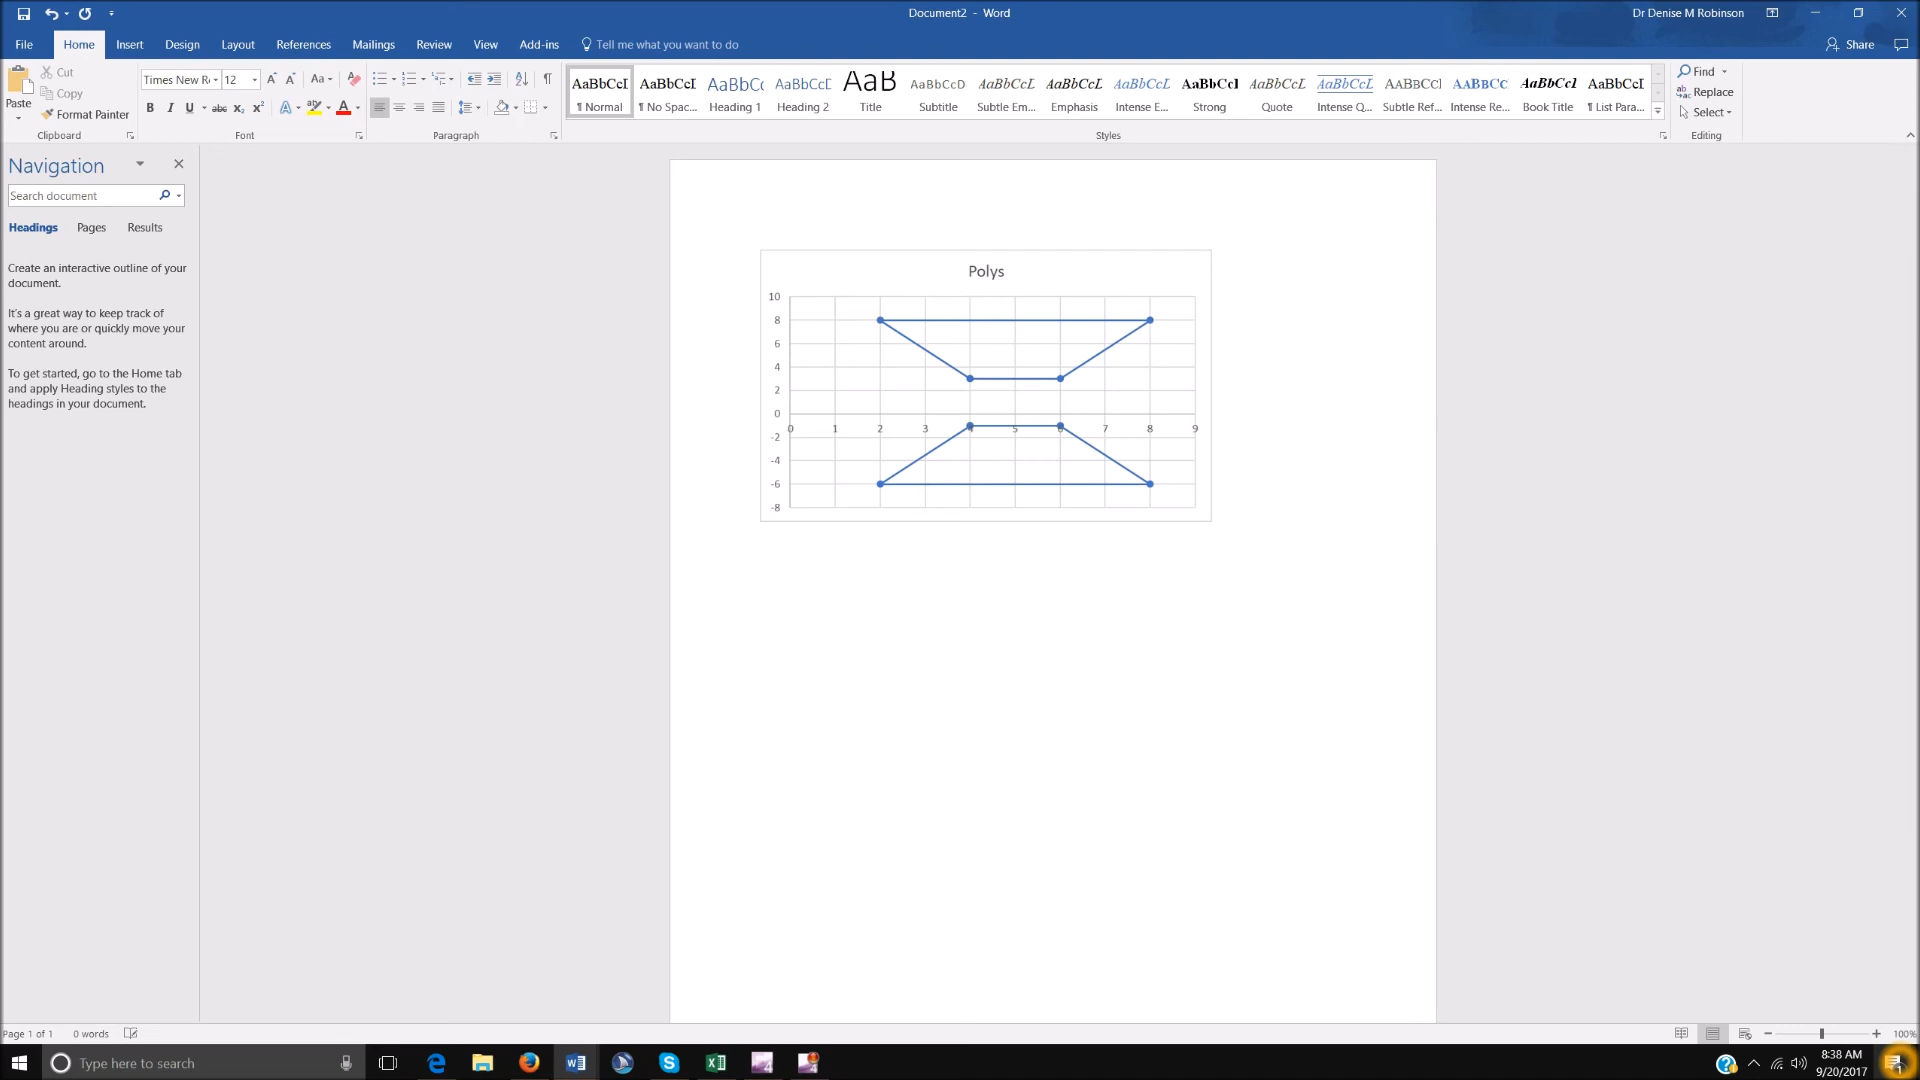 Document2 - Word
Dr Denise M Robinson
File Home Insert Design Layout References Mailings Review View Add-ins Tell me what you want to do
Share
Paste
Cut
Copy
Format Painter
Clipboard
Times New R 12
Aa
B I U abc x₂ x² A A
Font
Paragraph
AaBbCcI AaBbCcI AaBbCc AaBbCcE AaB AaBbCcD AaBbCcL AaBbCcL AaBbCcL AaBbCcI AaBbCcL AaBbCcL AABBCCI AABBCC AaBbCcI AaBbCcI
¶ Normal ¶ No Spac... Heading 1 Heading 2 Title Subtitle Subtle Em... Emphasis Intense E... Strong Quote Intense Q... Subtle Ref... Intense Re... Book Title ¶ List Para...
Styles
Find
Replace
Select
Editing
Navigation
Search document
Headings Pages Results
Create an interactive outline of your
document.
It's a great way to keep track of
where you are or quickly move your
content around.
To get started, go to the Home tab
and apply Heading styles to the
headings in your document.
Polys
10
8
6
4
2
0
-2
-4
-6
-8
0 1 2 3 4 5 6 7 8 9
Page 1 of 1 0 words
100%
Type here to search
8:38 AM
9/20/2017